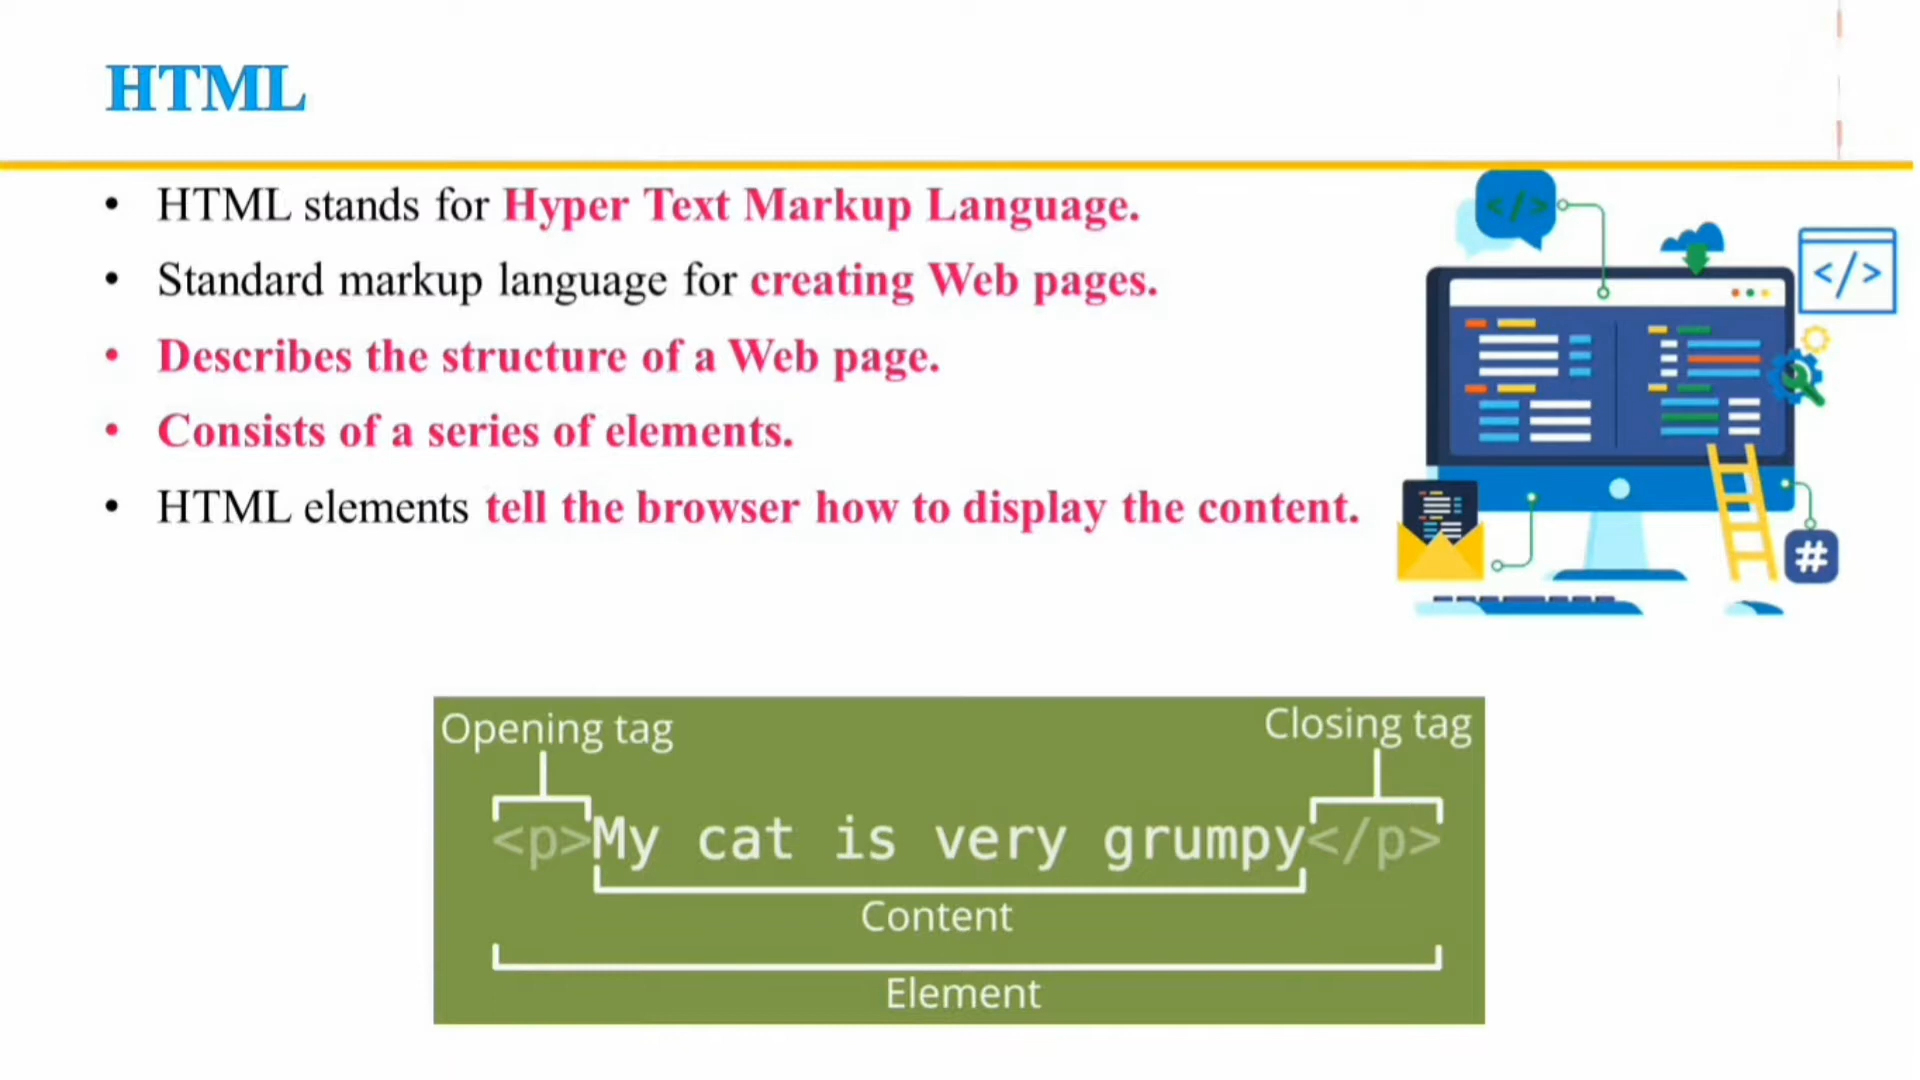 HTML
• HTML stands for Hyper Text Markup Language.
• Standard markup language for creating Web pages.
• Describes the structure of a Web page.
• Consists of a series of elements.
• HTML elements tell the browser how to display the content.
</>
</>
#
Opening tag
Closing tag
<p>My cat is very grumpy</p>
Content
Element